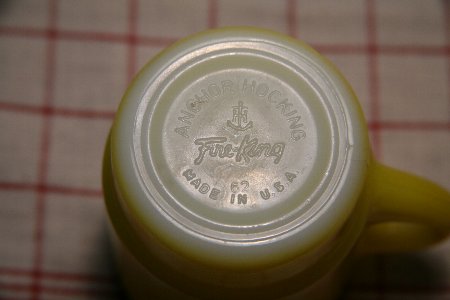 ANCHOR HOCKING
Fire-King
62
MADE IN U.S.A.